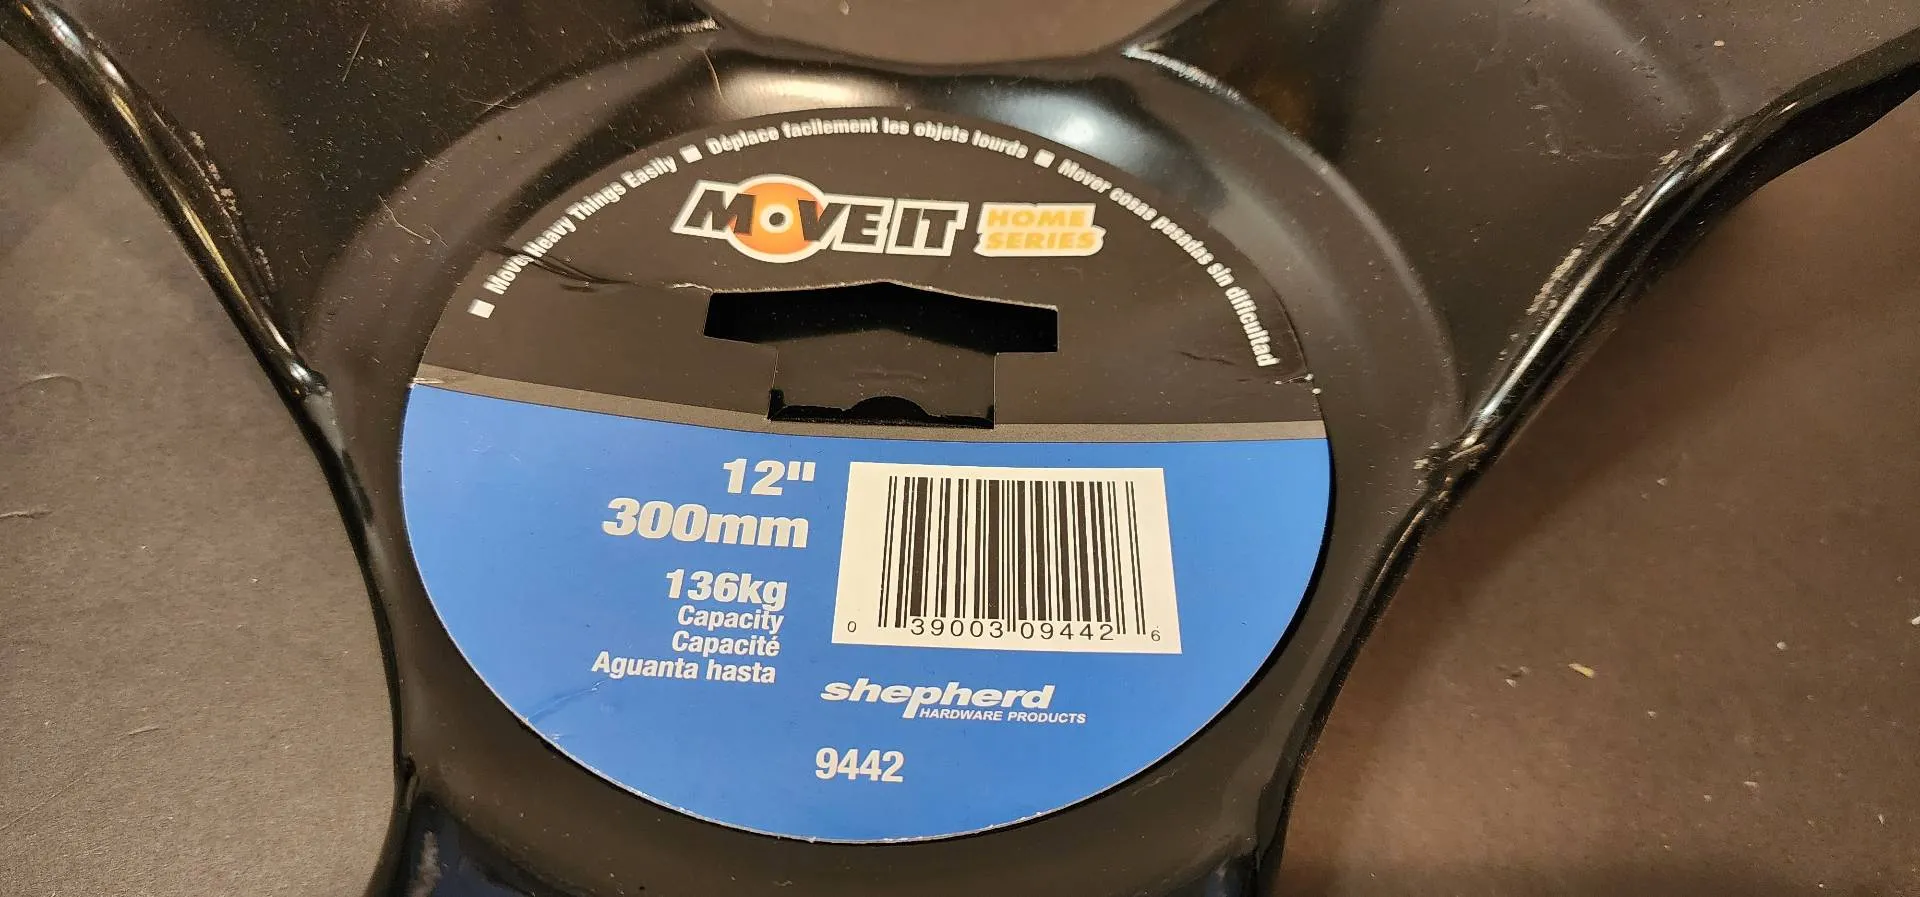 ■ Move Heavy Things Easily ■ Déplace facilement les objets lourds ■ Mover cosas pesadas sin dificultad
MOVE IT HOME
SERIES
12"
300mm
136kg
Capacity
Capacité
Aguanta hasta
0 39003 09442 6
shepherd
HARDWARE PRODUCTS
9442